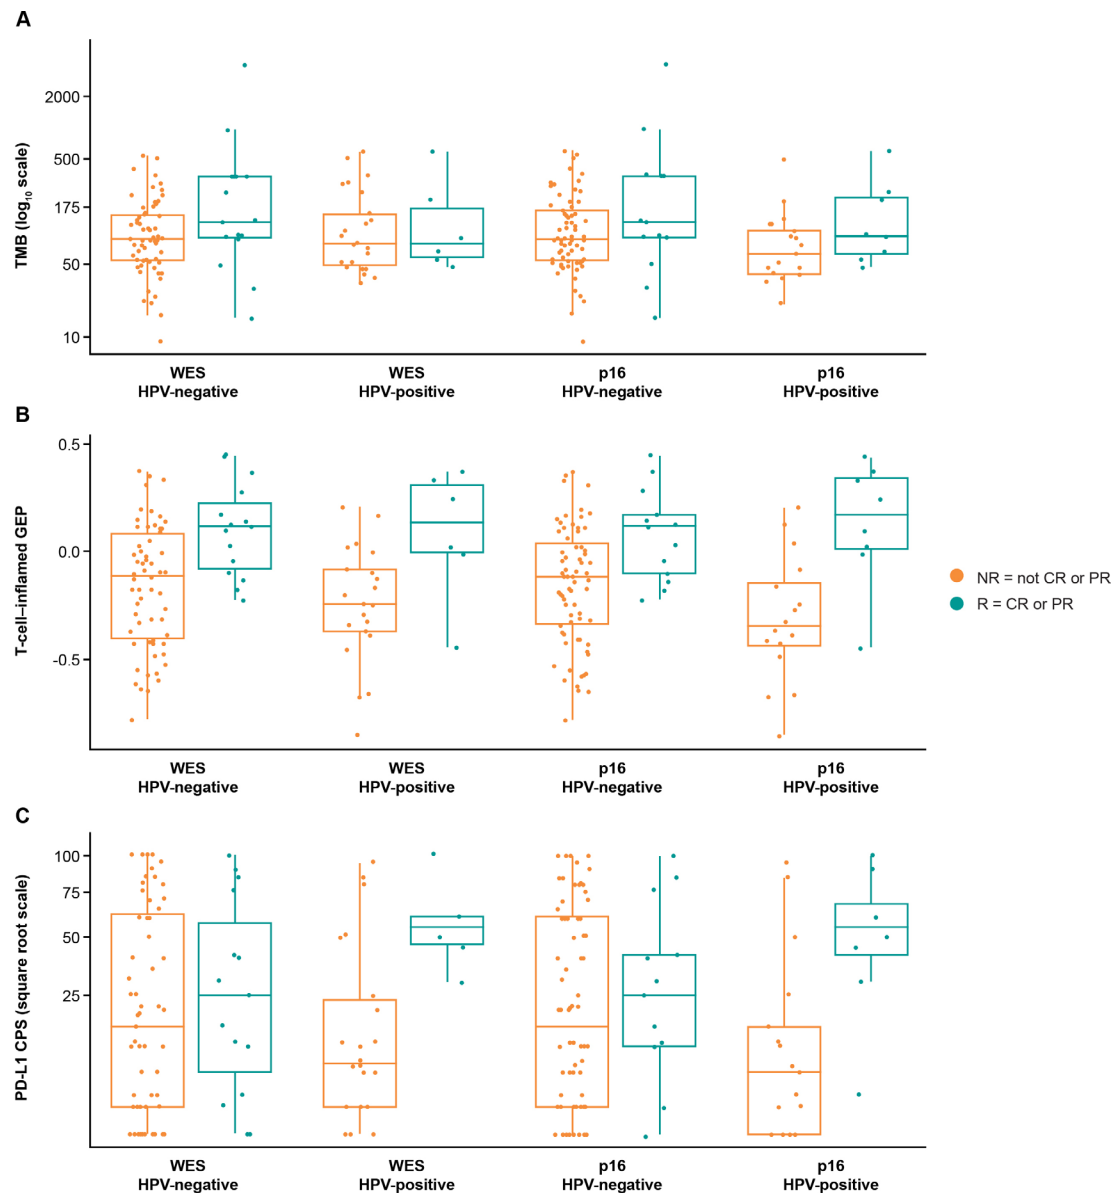 A
TMB (log10 scale)
2000
500
175
50
10
WES
HPV-negative
WES
HPV-positive
p16
HPV-negative
p16
HPV-positive
B
T-cell–inflamed GEP
0.5
0.0
-0.5
WES
HPV-negative
WES
HPV-positive
p16
HPV-negative
p16
HPV-positive
NR = not CR or PR
R = CR or PR
C
PD-L1 CPS (square root scale)
100
75
50
25
WES
HPV-negative
WES
HPV-positive
p16
HPV-negative
p16
HPV-positive